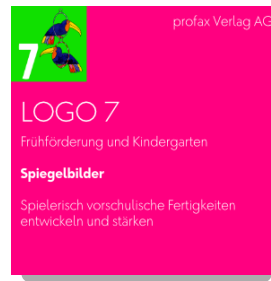 profax Verlag AG
7
LOGO 7
Frühförderung und Kindergarten
Spiegelbilder
Spielerisch vorschulische Fertigkeiten
entwickeln und stärken